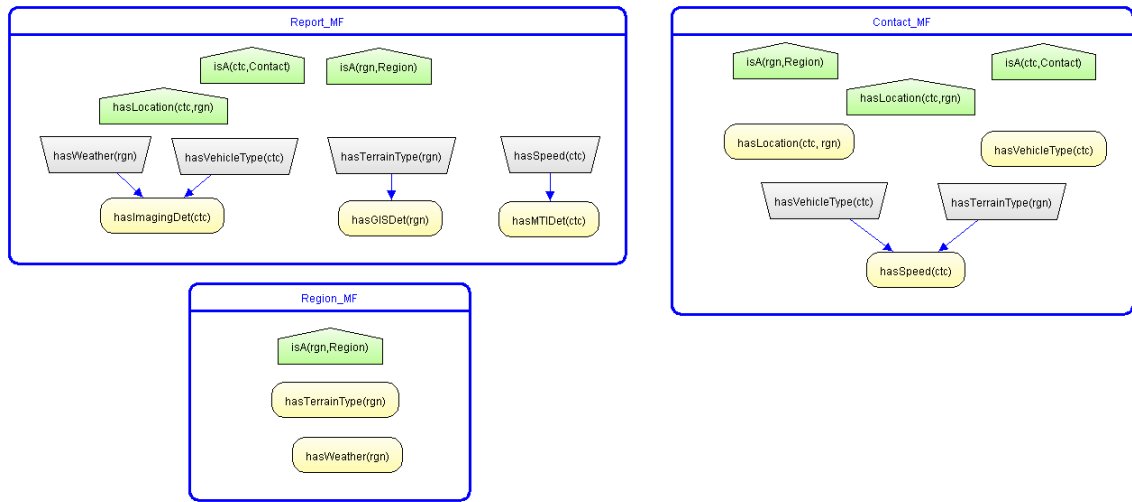 Report_MF
isA(ctc,Contact)
isA(rgn,Region)
hasLocation(ctc,rgn)
hasWeather(rgn)
hasVehicleType(ctc)
hasTerrainType(rgn)
hasSpeed(ctc)
hasImagingDet(ctc)
hasGISDet(rgn)
hasMTIDet(ctc)
Contact_MF
isA(rgn,Region)
isA(ctc,Contact)
hasLocation(ctc,rgn)
hasLocation(ctc, rgn)
hasVehicleType(ctc)
hasVehicleType(ctc)
hasTerrainType(rgn)
hasSpeed(ctc)
Region_MF
isA(rgn,Region)
hasTerrainType(rgn)
hasWeather(rgn)